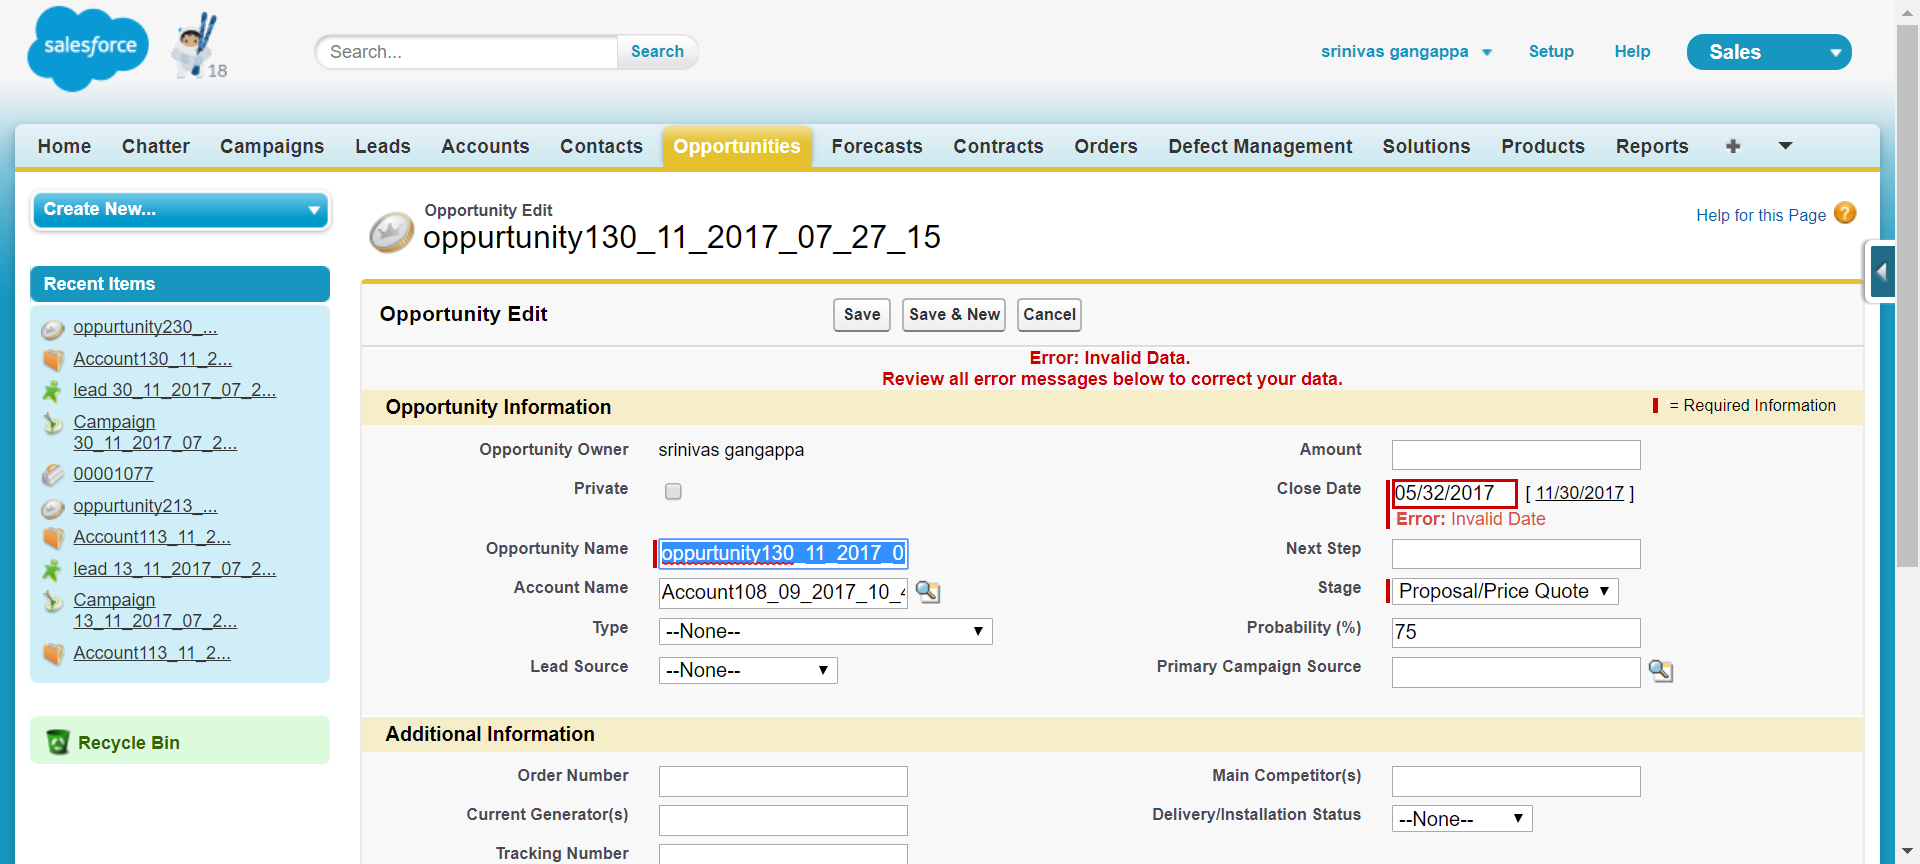 salesforce
18
Search...
Search
srinivas gangappa
Setup
Help
Sales
Home
Chatter
Campaigns
Leads
Accounts
Contacts
Opportunities
Forecasts
Contracts
Orders
Defect Management
Solutions
Products
Reports
Create New...
Recent Items
oppurtunity230_...
Account130_11_2...
lead 30_11_2017_07_2...
Campaign
30_11_2017_07_2...
00001077
oppurtunity213_...
Account113_11_2...
lead 13_11_2017_07_2...
Campaign
13_11_2017_07_2...
Account113_11_2...
Recycle Bin
Opportunity Edit
oppurtunity130_11_2017_07_27_15
Help for this Page ?
Opportunity Edit
Save
Save & New
Cancel
Error: Invalid Data.
Review all error messages below to correct your data.
Opportunity Information
= Required Information
Opportunity Owner srinivas gangappa
Amount
Private
Close Date 05/32/2017 [ 11/30/2017 ]
Error: Invalid Date
Opportunity Name oppurtunity130_11_2017_0
Next Step
Account Name Account108_09_2017_10_
Stage Proposal/Price Quote
Type --None--
Probability (%) 75
Lead Source --None--
Primary Campaign Source
Additional Information
Order Number
Main Competitor(s)
Current Generator(s)
Delivery/Installation Status --None--
Tracking Number